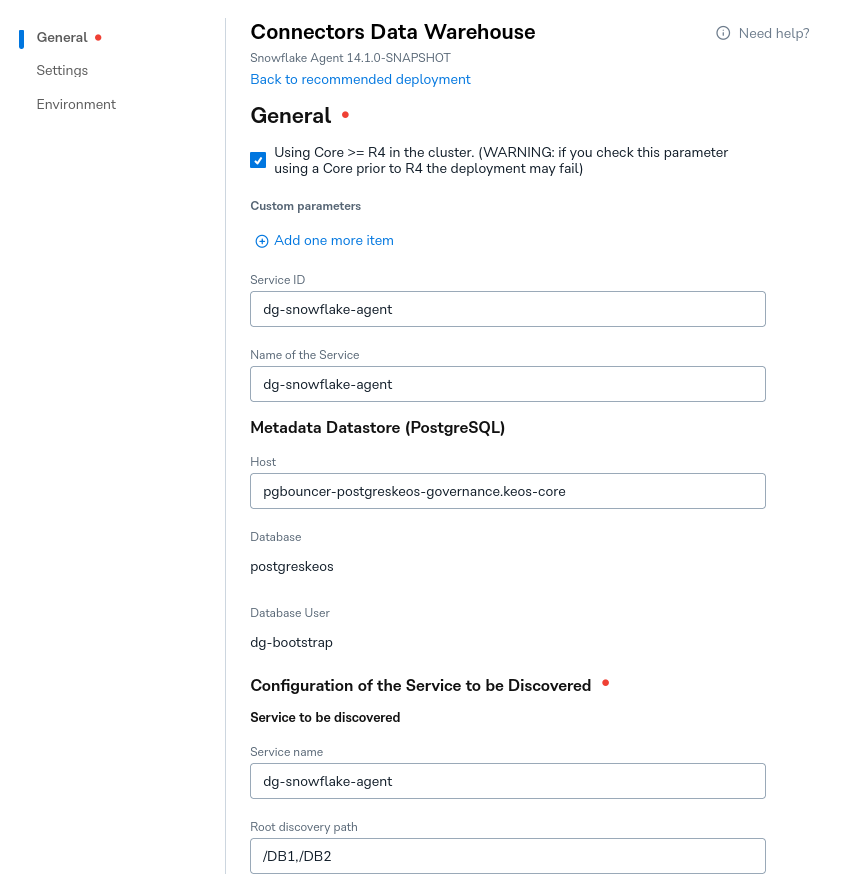 General
Settings
Environment
Connectors Data Warehouse
Need help?
Snowflake Agent 14.1.0-SNAPSHOT
Back to recommended deployment
General
Using Core >= R4 in the cluster. (WARNING: if you check this parameter
using a Core prior to R4 the deployment may fail)
Custom parameters
Add one more item
Service ID
dg-snowflake-agent
Name of the Service
dg-snowflake-agent
Metadata Datastore (PostgreSQL)
Host
pgbouncer-postgreskeos-governance.keos-core
Database
postgreskeos
Database User
dg-bootstrap
Configuration of the Service to be Discovered
Service to be discovered
Service name
dg-snowflake-agent
Root discovery path
/DB1,/DB2